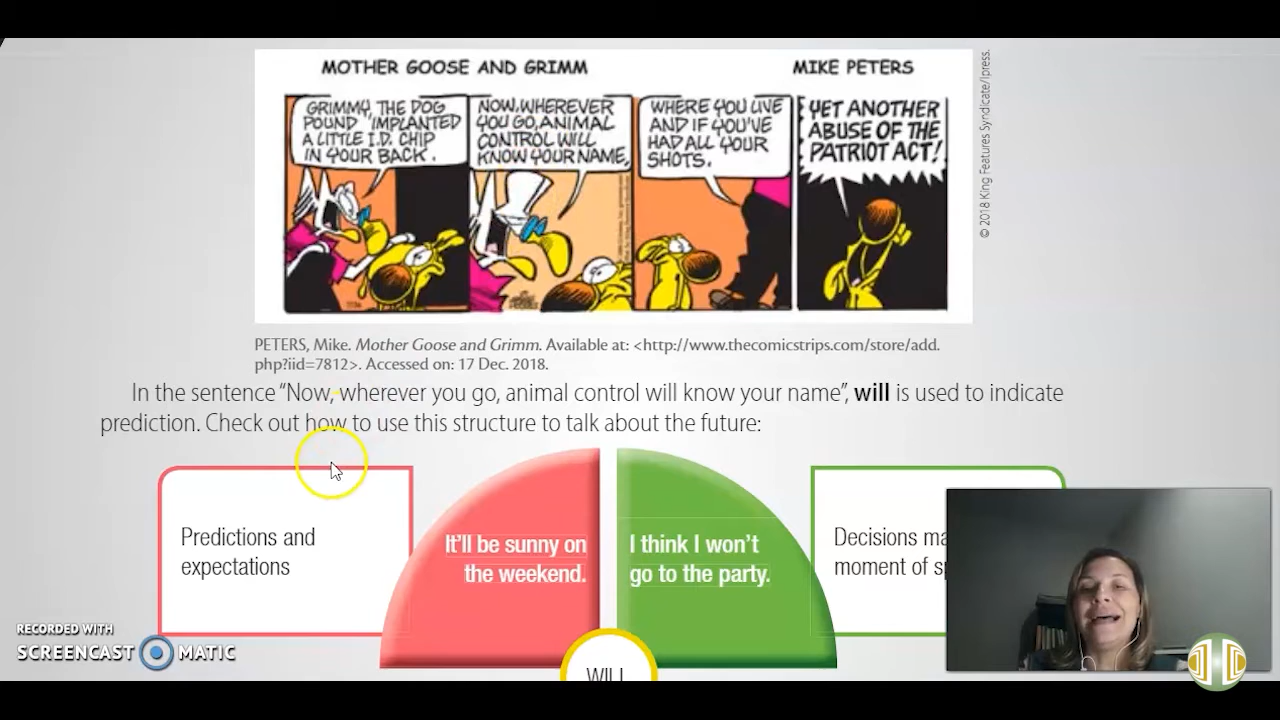 MOTHER GOOSE AND GRIMM
MIKE PETERS
GRIMMY, THE DOG
POUND IMPLANTED
A LITTLE I.D. CHIP
IN YOUR BACK.
NOW, WHEREVER
YOU GO, ANIMAL
CONTROL WILL
KNOW YOUR NAME,
WHERE YOU LIVE
AND IF YOU'VE
HAD ALL YOUR
SHOTS.
YET ANOTHER
ABUSE OF THE
PATRIOT ACT!
© 2018 King Features Syndicate/Ipress.
PETERS, Mike. Mother Goose and Grimm. Available at: <http://www.thecomicstrips.com/store/add.
php?iid=7812>. Accessed on: 17 Dec. 2018.
In the sentence “Now, wherever you go, animal control will know your name”, will is used to indicate
prediction. Check out how to use this structure to talk about the future:
Predictions and
expectations
It’ll be sunny on
the weekend.
I think I won’t
go to the party.
Decisions ma
moment of sp
WILL
RECORDED WITH
SCREENCAST MATIC